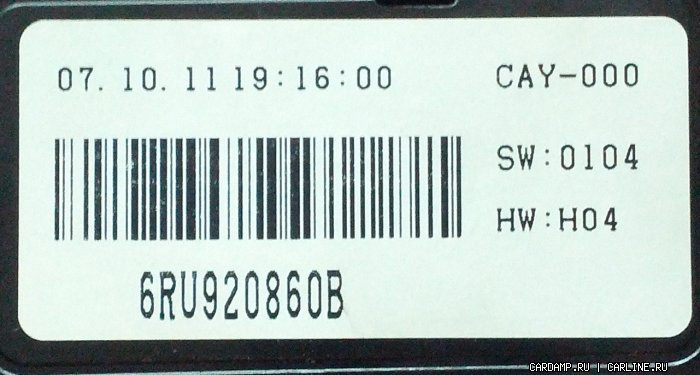 07. 10. 11 19:16:00 CAY-000
SW:0104
HW:H04
6RU920860B
CARDAMP.RU | CARLINE.RU